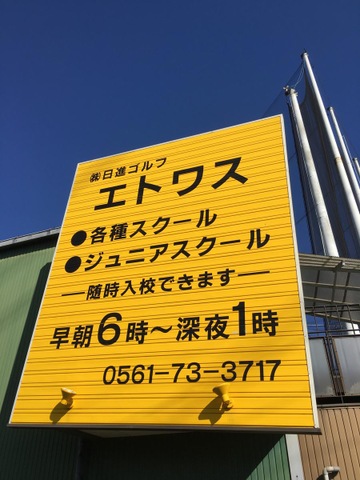 ㈱日進ゴルフ
エトワス
●各種スクール
●ジュニアスクール
—随時入校できます—
早朝6時～深夜1時
0561-73-3717